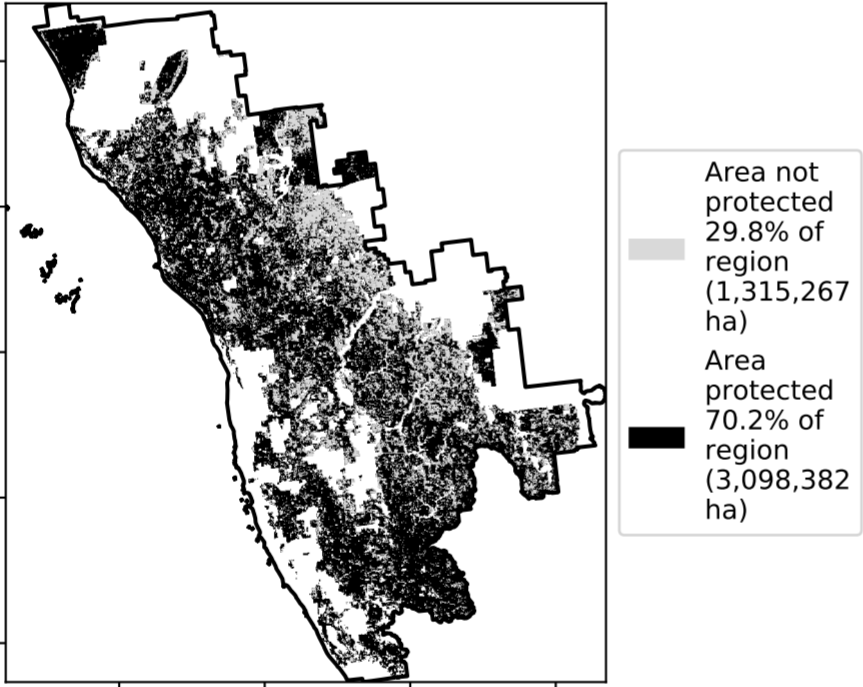 Area not
protected
29.8% of
region
(1,315,267
ha)
Area
protected
70.2% of
region
(3,098,382
ha)